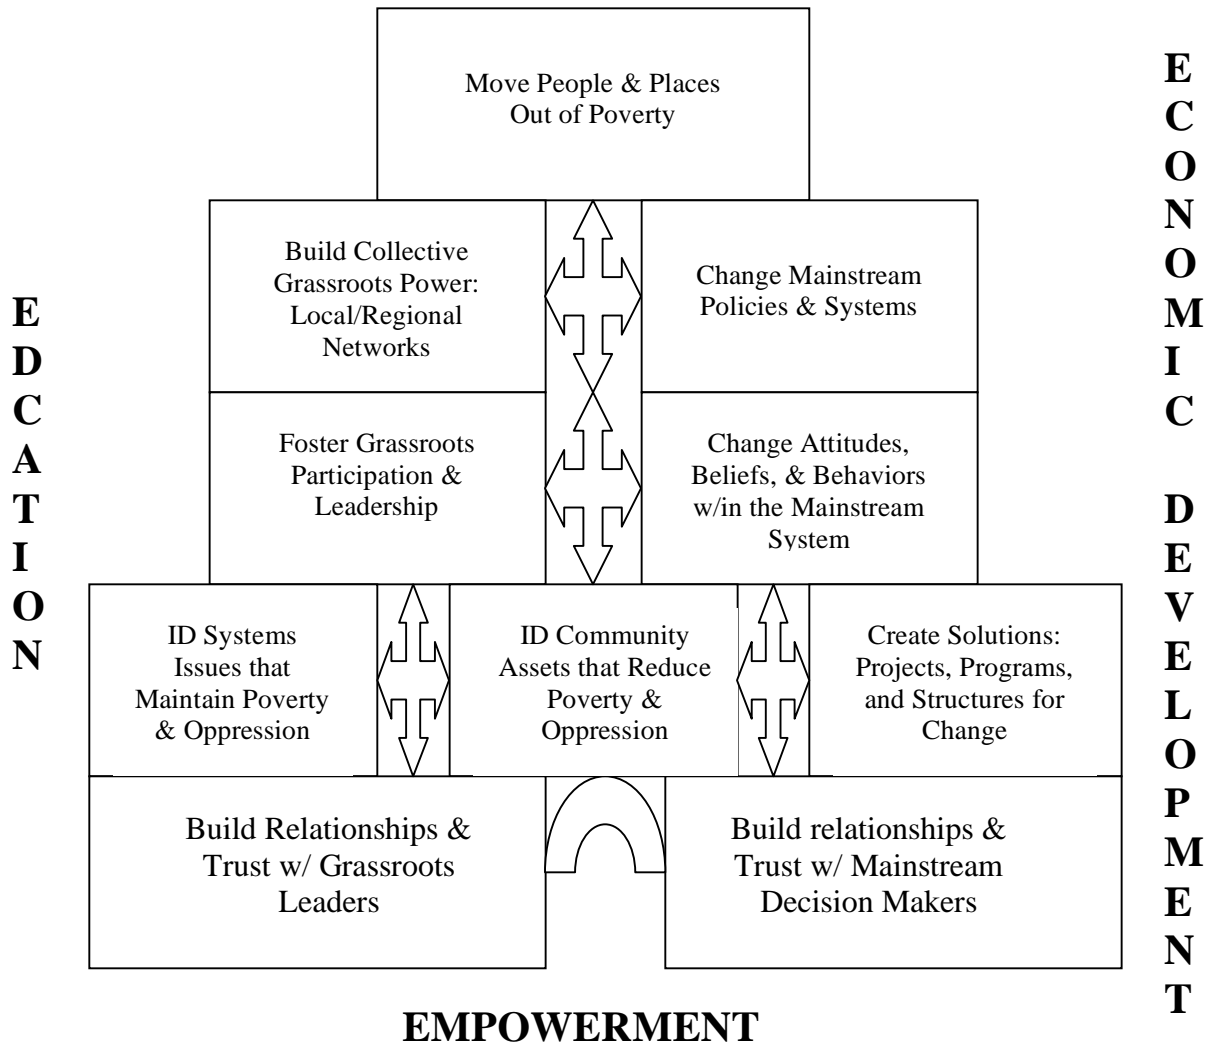 Move People & Places
Out of Poverty
Build Collective
Grassroots Power:
Local/Regional
Networks
Change Mainstream
Policies & Systems
Foster Grassroots
Participation &
Leadership
Change Attitudes,
Beliefs, & Behaviors
w/in the Mainstream
System
ID Systems
Issues that
Maintain Poverty
& Oppression
ID Community
Assets that Reduce
Poverty &
Oppression
Create Solutions:
Projects, Programs,
and Structures for
Change
Build Relationships &
Trust w/ Grassroots
Leaders
Build relationships &
Trust w/ Mainstream
Decision Makers
EDCATION
ECONOMIC DEVELOPMENT
EMPOWERMENT